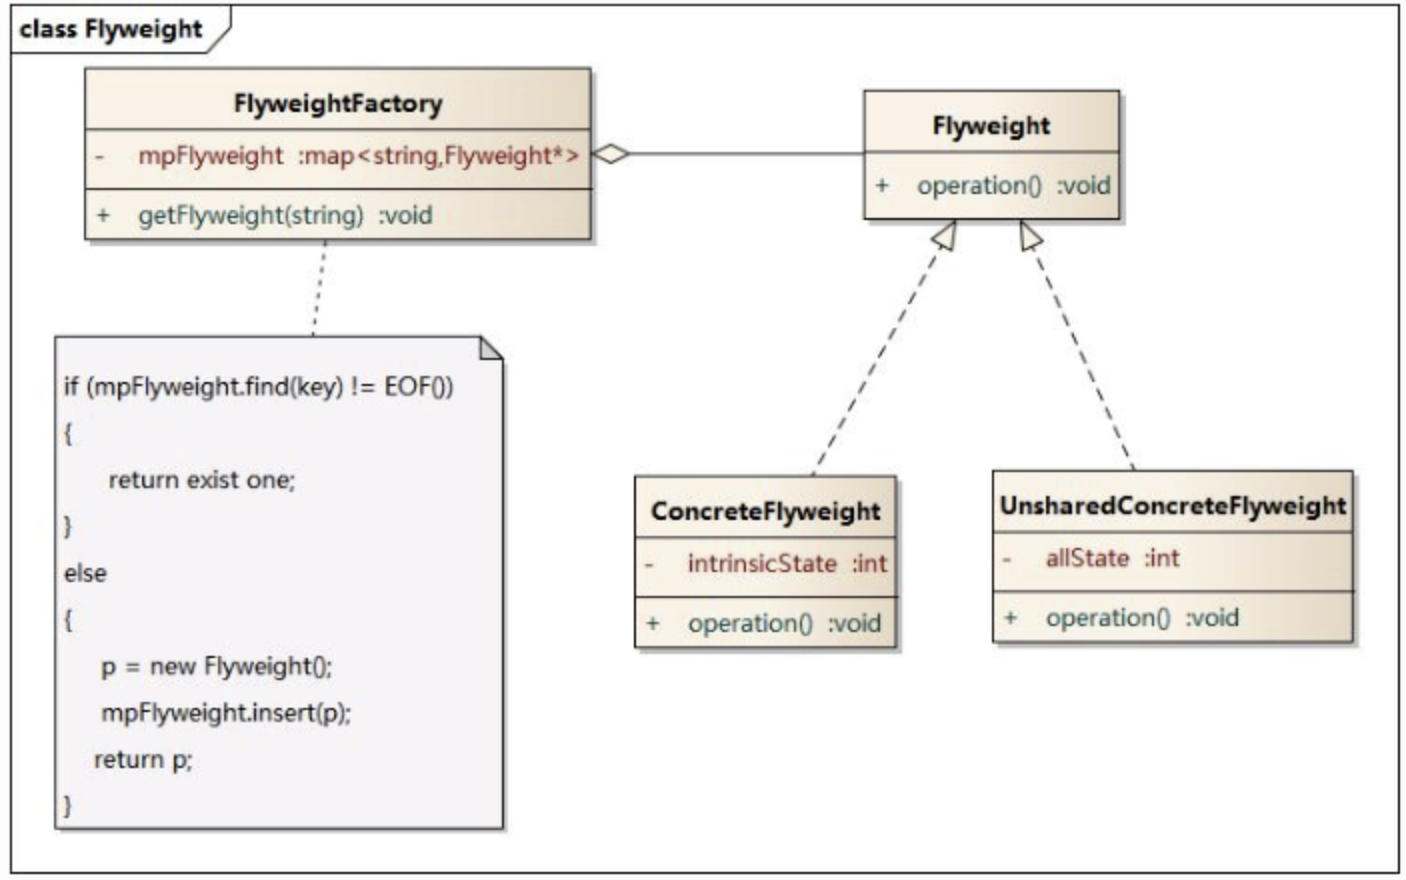 class Flyweight
FlyweightFactory
- mpFlyweight :map<string,Flyweight*>
+ getFlyweight(string) :void
Flyweight
+ operation() :void
if (mpFlyweight.find(key) != EOF())
{
return exist one;
}
else
{
p = new Flyweight();
mpFlyweight.insert(p);
return p;
}
ConcreteFlyweight
- intrinsicState :int
+ operation() :void
UnsharedConcreteFlyweight
- allState :int
+ operation() :void